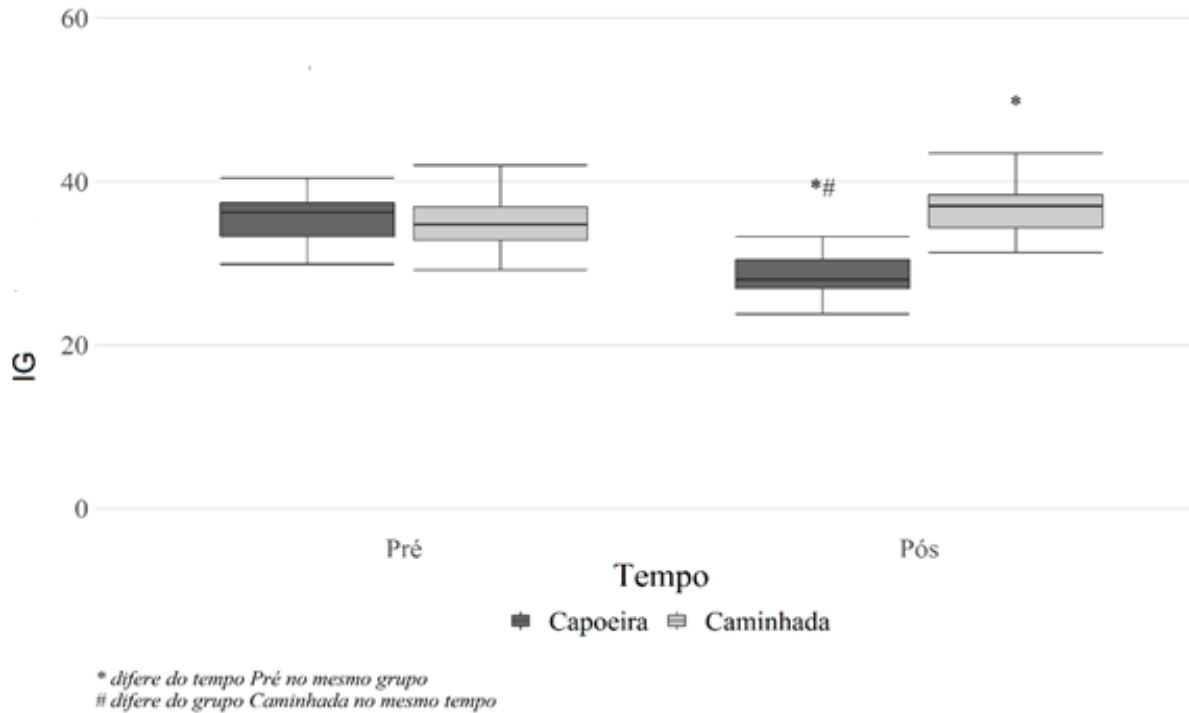 60
*
40
*#
20
IG
0
Pré Pós
Tempo
Capoeira Caminhada
* difere do tempo Pré no mesmo grupo
# difere do grupo Caminhada no mesmo tempo